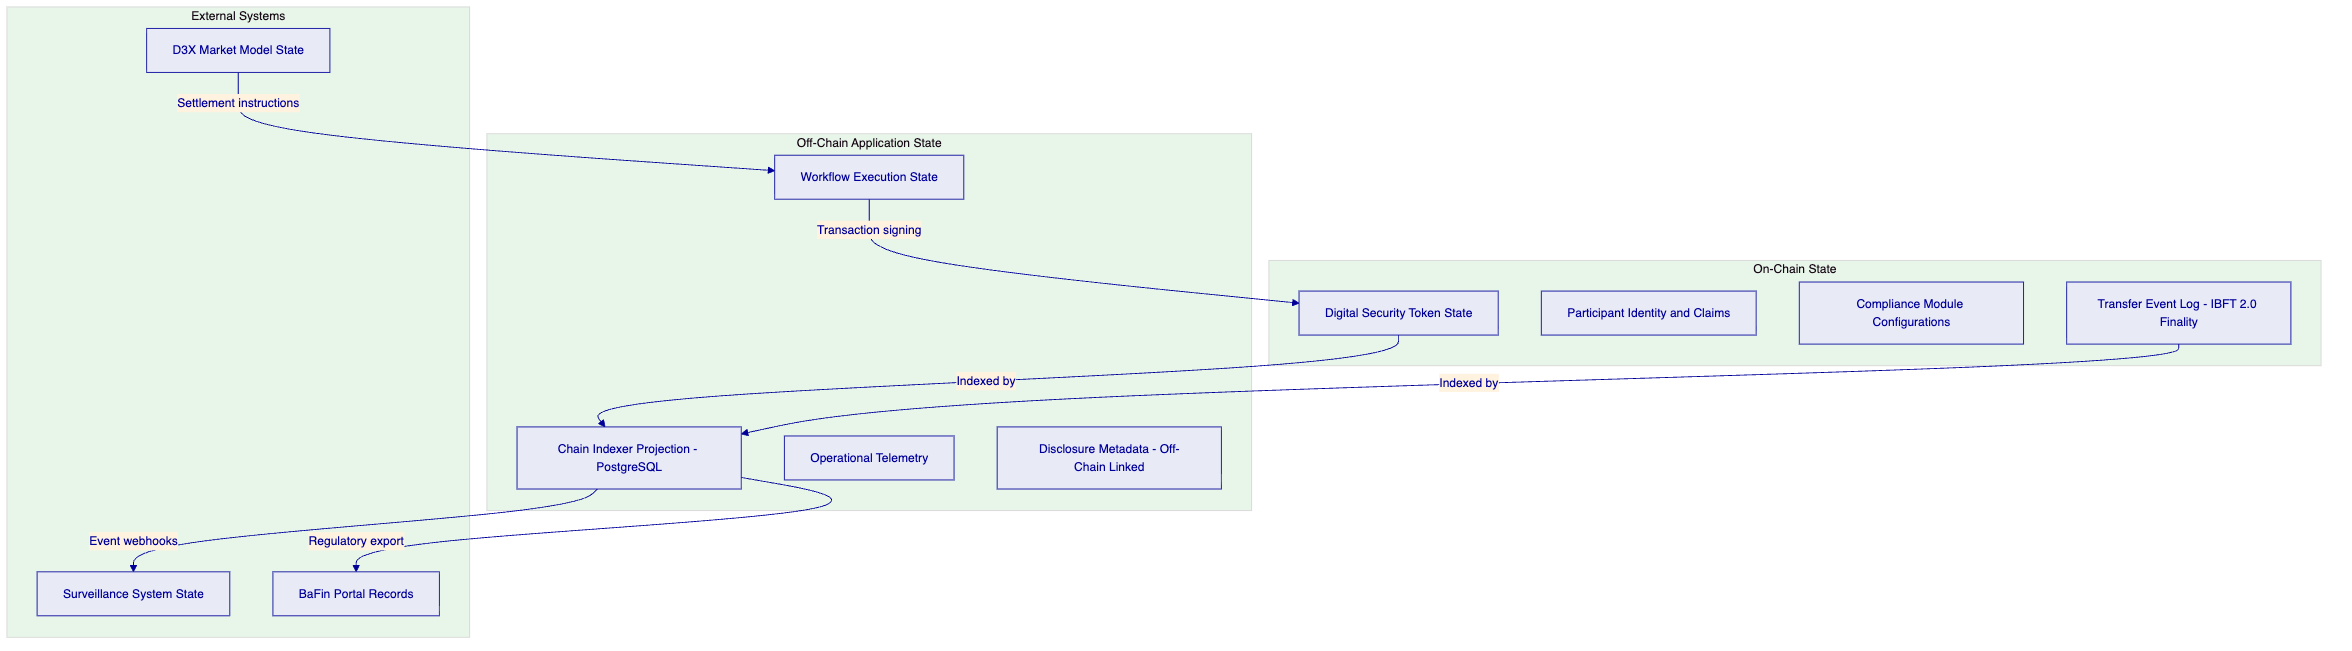 External Systems
D3X Market Model State
Settlement instructions
Off-Chain Application State
Workflow Execution State
Transaction signing
On-Chain State
Digital Security Token State
Participant Identity and Claims
Compliance Module
Configurations
Transfer Event Log - IBFT 2.0
Finality
Indexed by
Indexed by
Chain Indexer Projection -
PostgreSQL
Operational Telemetry
Disclosure Metadata - Off-
Chain Linked
Event webhooks
Regulatory export
Surveillance System State
BaFin Portal Records